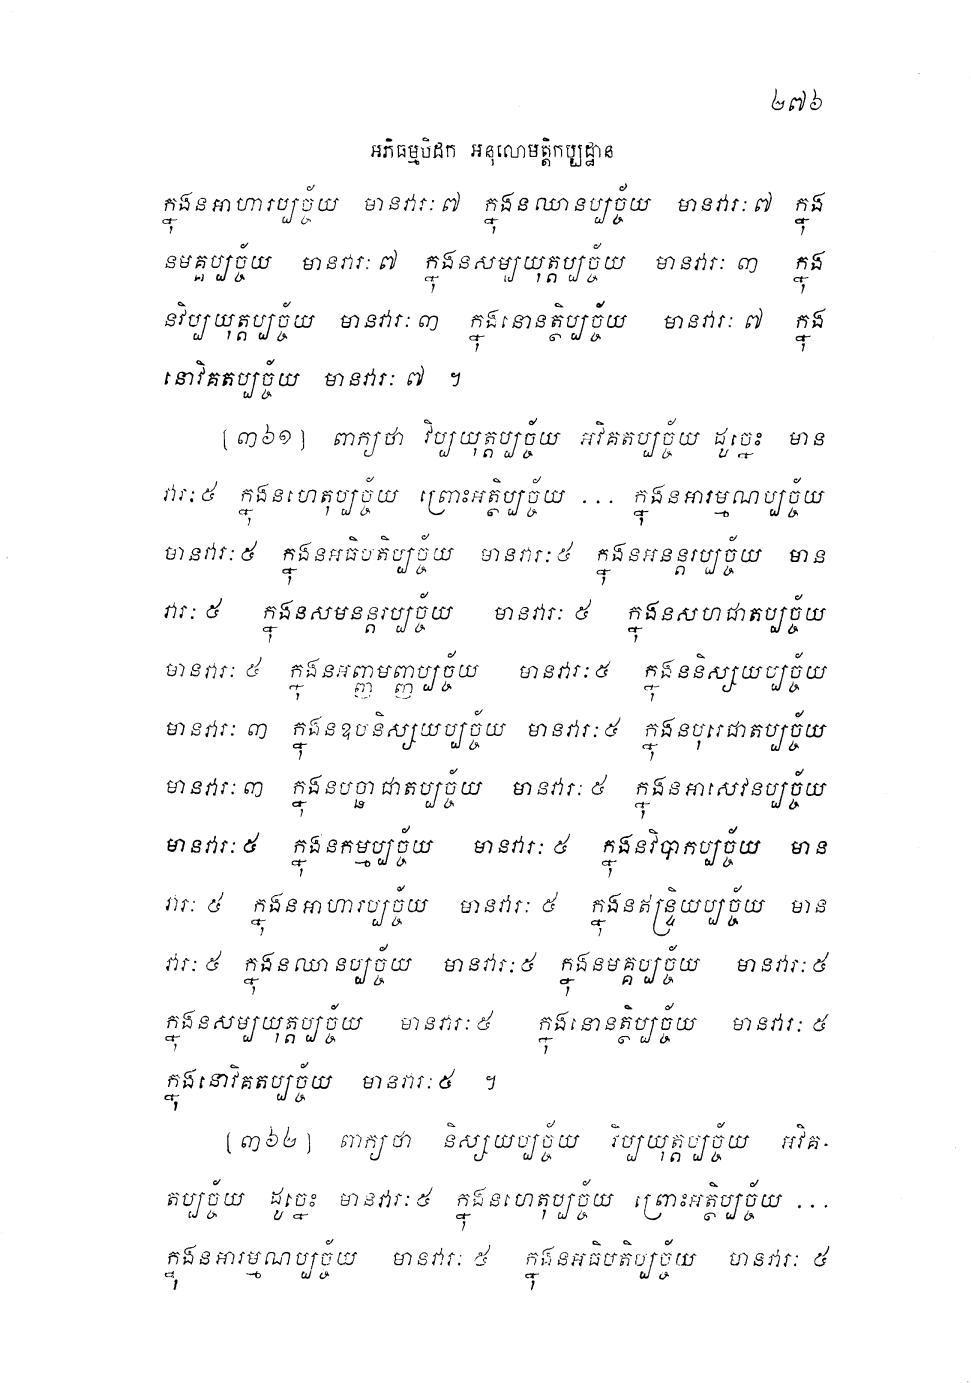 ២៧៦
អភិធម្មបិដក អនុលោមត្តិកប្បដ្ឋាន
ក្នុងនអាហារប្បច្ច័យ មានវារៈ ៧ ក្នុងនឈានប្បច្ច័យ មានវារៈ ៧ ក្នុង
នមគ្គប្បច្ច័យ មានវារៈ ៧ ក្នុងនសម្បយុត្តប្បច្ច័យ មានវារៈ ៣ ក្នុង
នវិប្បយុត្តប្បច្ច័យ មានវារៈ ៣ ក្នុងនោនត្ថិប្បច្ច័យ មានវារៈ ៧ ក្នុង
នោវិគតប្បច្ច័យ មានវារៈ ៧ ។
[៣៦១] ពាក្យថា វិប្បយុត្តប្បច្ច័យ អវិគតប្បច្ច័យ ដូច្នេះ មាន
វារៈ ៥ ក្នុងនហេតុប្បច្ច័យ ព្រោះអត្ថិប្បច្ច័យ ... ក្នុងនអារម្មណប្បច្ច័យ
មានវារៈ ៥ ក្នុងនអធិបតិប្បច្ច័យ មានវារៈ ៥ ក្នុងនអនន្តរប្បច្ច័យ មាន
វារៈ ៥ ក្នុងនសមនន្តរប្បច្ច័យ មានវារៈ ៥ ក្នុងនសហជាតប្បច្ច័យ
មានវារៈ ៥ ក្នុងនអញ្ញមញ្ញប្បច្ច័យ មានវារៈ ៥ ក្នុងននិស្សយប្បច្ច័យ
មានវារៈ ៣ ក្នុងនឧបនិស្សយប្បច្ច័យ មានវារៈ ៥ ក្នុងនបុរេជាតប្បច្ច័យ
មានវារៈ ៣ ក្នុងនបច្ឆាជាតប្បច្ច័យ មានវារៈ ៥ ក្នុងនអាសេវនប្បច្ច័យ
មានវារៈ ៥ ក្នុងនកម្មប្បច្ច័យ មានវារៈ ៥ ក្នុងនវិបាកប្បច្ច័យ មាន
វារៈ ៥ ក្នុងនអាហារប្បច្ច័យ មានវារៈ ៥ ក្នុងនឥន្ទ្រិយប្បច្ច័យ មាន
វារៈ ៥ ក្នុងនឈានប្បច្ច័យ មានវារៈ ៥ ក្នុងនមគ្គប្បច្ច័យ មានវារៈ ៥
ក្នុងនសម្បយុត្តប្បច្ច័យ មានវារៈ ៥ ក្នុងនោនត្ថិប្បច្ច័យ មានវារៈ ៥
ក្នុងនោវិគតប្បច្ច័យ មានវារៈ ៥ ។
[៣៦២] ពាក្យថា និស្សយប្បច្ច័យ វិប្បយុត្តប្បច្ច័យ អវិគ-
តប្បច្ច័យ ដូច្នេះ មានវារៈ ៥ ក្នុងនហេតុប្បច្ច័យ ព្រោះអត្ថិប្បច្ច័យ ...
ក្នុងនអារម្មណប្បច្ច័យ មានវារៈ ៥ ក្នុងនអធិបតិប្បច្ច័យ មានវារៈ ៥